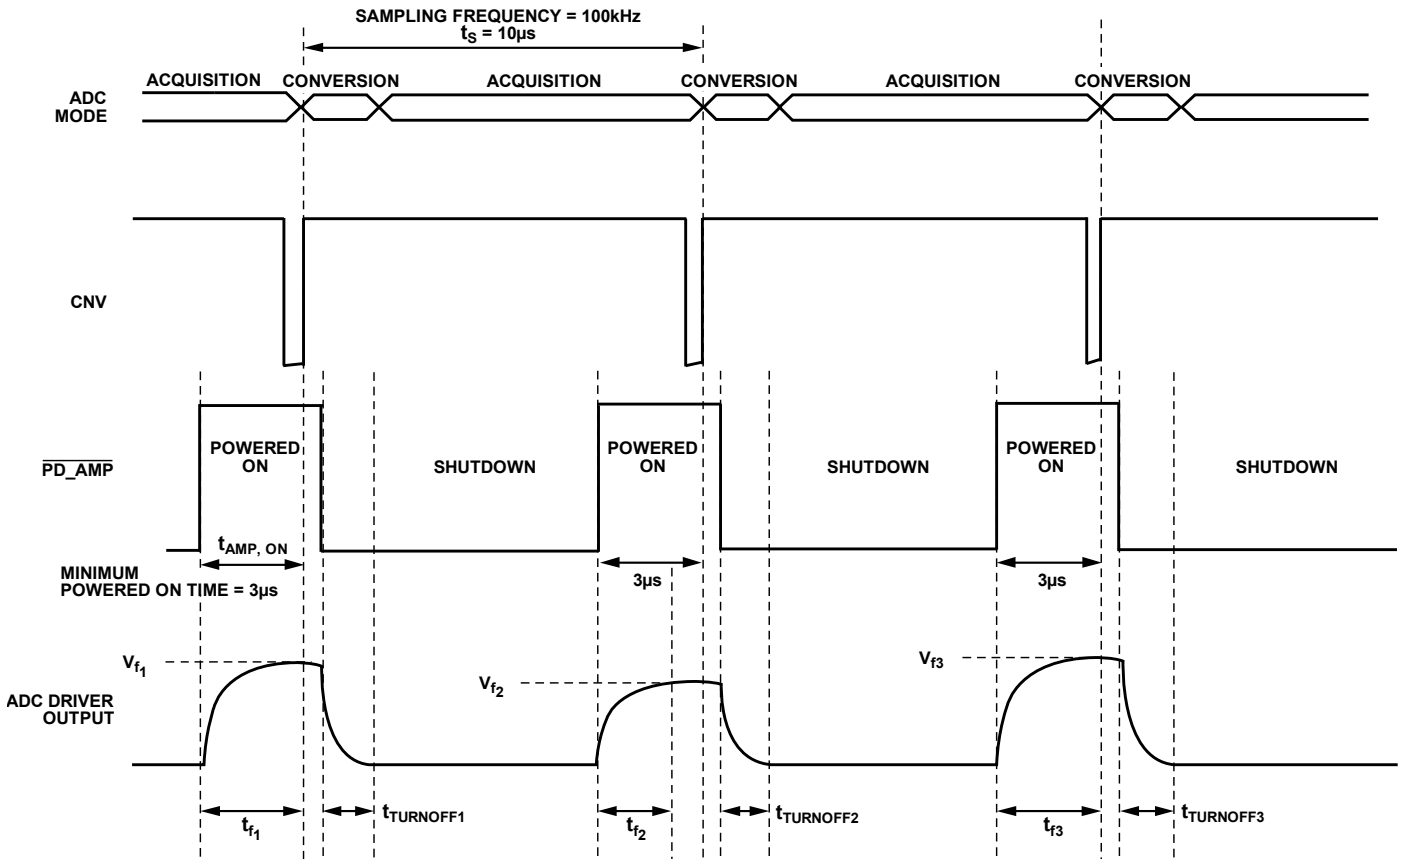 SAMPLING FREQUENCY = 100kHz
tS = 10µs
ACQUISITION
CONVERSION
ACQUISITION
CONVERSION
ACQUISITION
CONVERSION
ADC
MODE
CNV
PD_AMP
POWERED
ON
SHUTDOWN
POWERED
ON
SHUTDOWN
POWERED
ON
SHUTDOWN
tAMP, ON
3µs
3µs
MINIMUM
POWERED ON TIME = 3µs
Vf1
Vf2
Vf3
ADC DRIVER
OUTPUT
tf1
tTURNOFF1
tf2
tTURNOFF2
tf3
tTURNOFF3